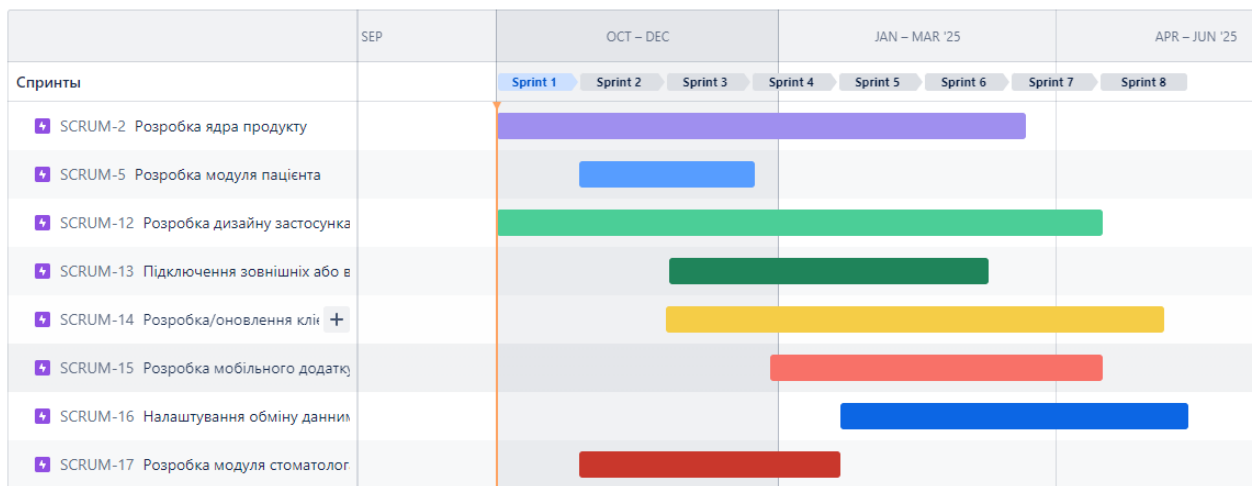 SEP OCT – DEC JAN – MAR '25 APR – JUN '25
Спринты Sprint 1 Sprint 2 Sprint 3 Sprint 4 Sprint 5 Sprint 6 Sprint 7 Sprint 8
SCRUM-2 Розробка ядра продукту
SCRUM-5 Розробка модуля пацієнта
SCRUM-12 Розробка дизайну застосунка
SCRUM-13 Підключення зовнішніх або в
SCRUM-14 Розробка/оновлення кліє +
SCRUM-15 Розробка мобільного додатку
SCRUM-16 Налаштування обміну данним
SCRUM-17 Розробка модуля стоматолог